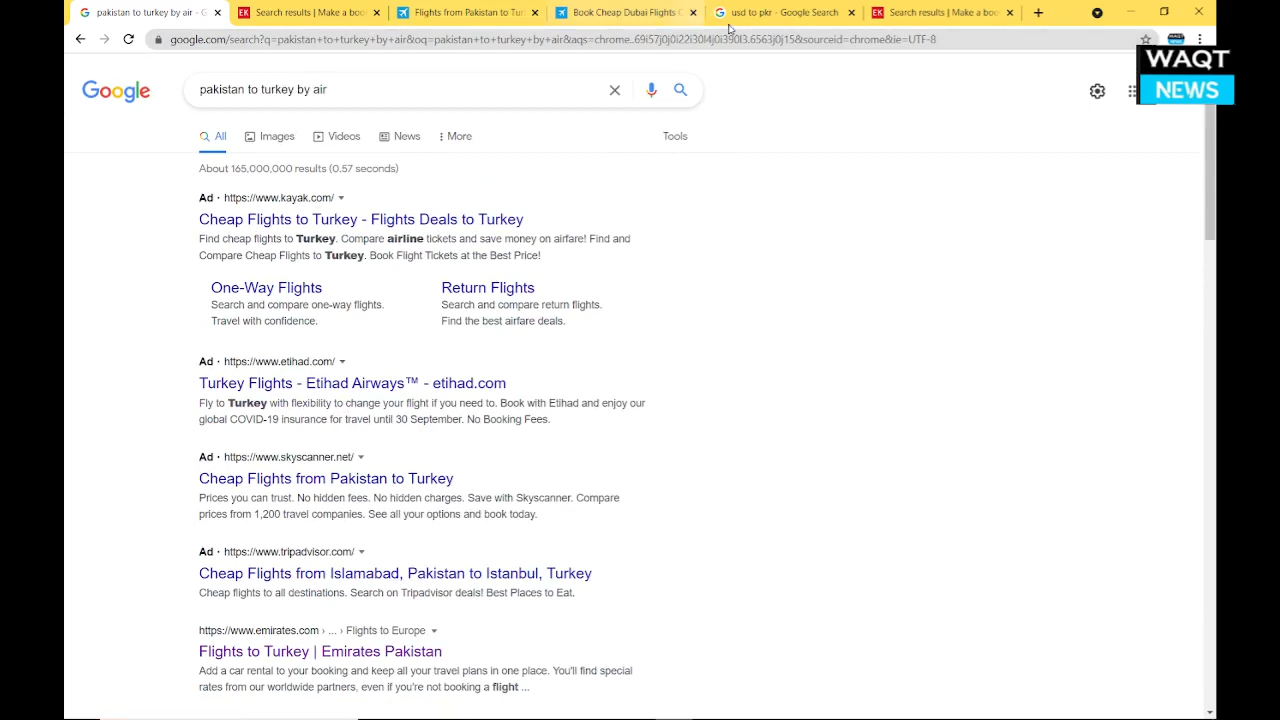 pakistan to turkey by air - G
Search results | Make a boo
Flights from Pakistan to Tur
Book Cheap Dubai Flights C
usd to pkr - Google Search
EK Search results | Make a boo
google.com/search?q=pakistan+to+turkey+by+air&oq=pakistan+to+turkey+by+air&aqs=chrome..69i57j0j0i22i30l4j0i390l3.6563j0j15&sourceid=chrome&ie=UTF-8
WAQT
NEWS
Google
pakistan to turkey by air
All
Images
Videos
News
More
Tools
About 165,000,000 results (0.57 seconds)
Ad · https://www.kayak.com/
Cheap Flights to Turkey - Flights Deals to Turkey
Find cheap flights to Turkey. Compare airline tickets and save money on airfare! Find and
Compare Cheap Flights to Turkey. Book Flight Tickets at the Best Price!
One-Way Flights
Search and compare one-way flights.
Travel with confidence.
Return Flights
Search and compare return flights.
Find the best airfare deals.
Ad · https://www.etihad.com/
Turkey Flights - Etihad Airways™ - etihad.com
Fly to Turkey with flexibility to change your flight if you need to. Book with Etihad and enjoy our
global COVID-19 insurance for travel until 30 September. No Booking Fees.
Ad · https://www.skyscanner.net/
Cheap Flights from Pakistan to Turkey
Prices you can trust. No hidden fees. No hidden charges. Save with Skyscanner. Compare
prices from 1,200 travel companies. See all your options and book today.
Ad · https://www.tripadvisor.com/
Cheap Flights from Islamabad, Pakistan to Istanbul, Turkey
Cheap flights to all destinations. Search on Tripadvisor deals! Best Places to Eat.
https://www.emirates.com › ... › Flights to Europe
Flights to Turkey | Emirates Pakistan
Add a car rental to your booking and keep all your travel plans in one place. You'll find special
rates from our worldwide partners, even if you're not booking a flight ...